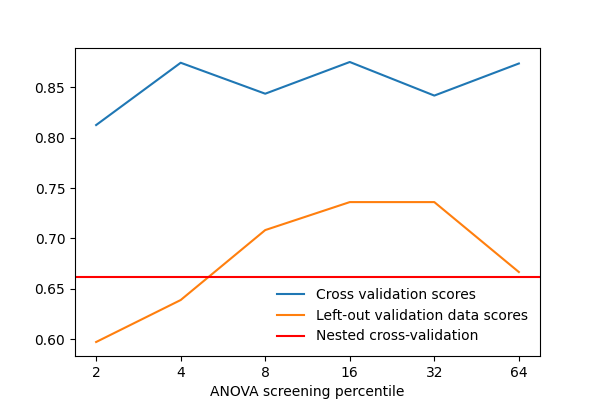 0.85
0.80
0.75
0.70
0.65
0.60
Cross validation scores
Left-out validation data scores
Nested cross-validation
2 4 8 16 32 64
ANOVA screening percentile